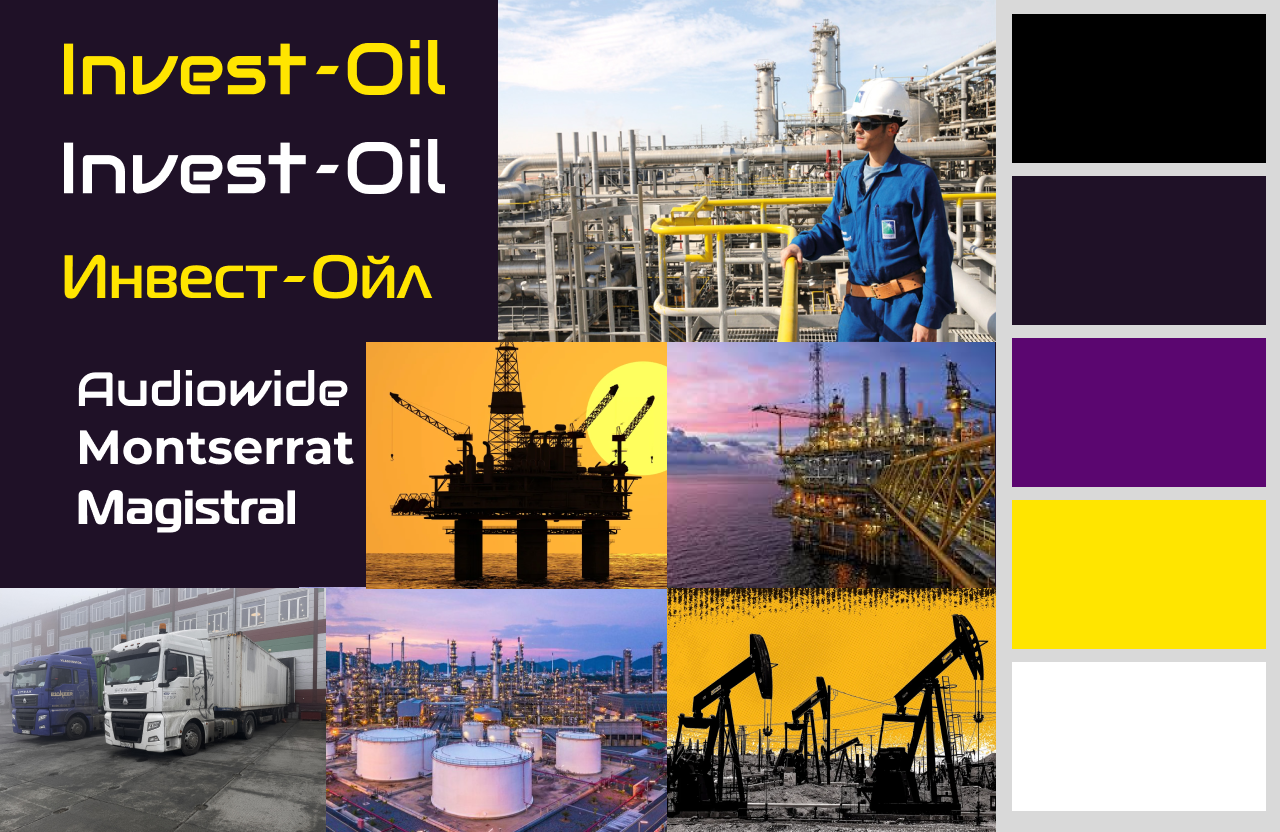 Invest-Oil
Invest-Oil
Инвест-Ойл
Audiowide
Montserrat
Magistral